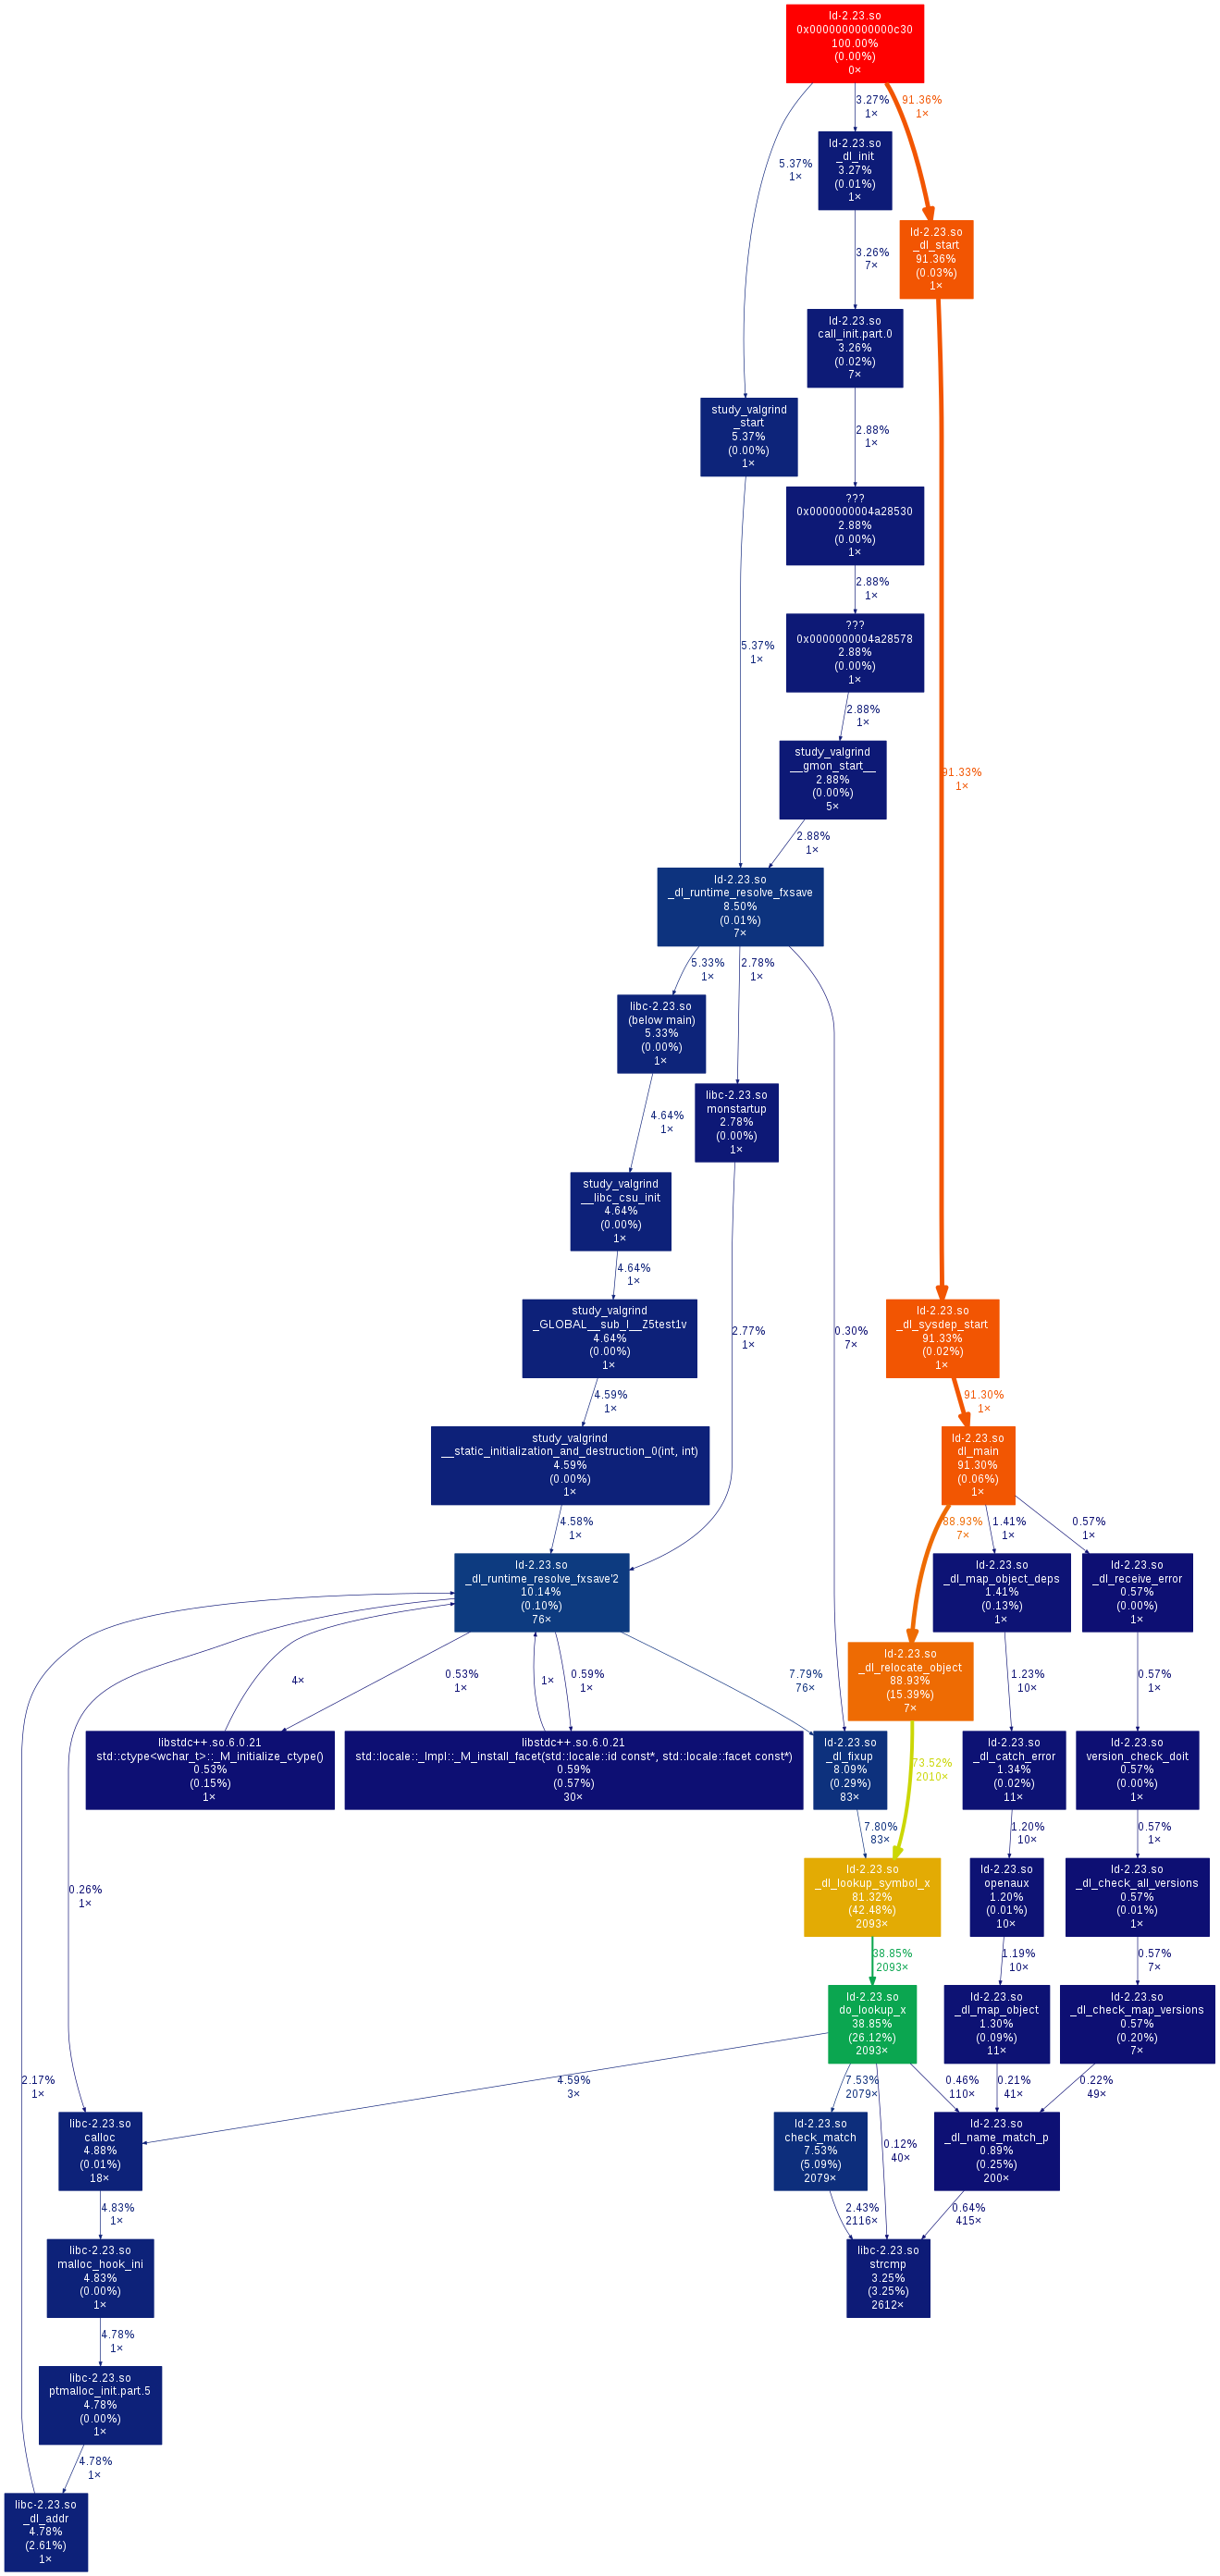 ld-2.23.so
0x0000000000000c30
100.00%
(0.00%)
0×
3.27%
1×
91.36%
1×
5.37%
1×
ld-2.23.so
_dl_init
3.27%
(0.01%)
1×
ld-2.23.so
_dl_start
91.36%
(0.03%)
1×
3.26%
7×
ld-2.23.so
call_init.part.0
3.26%
(0.02%)
7×
study_valgrind
_start
5.37%
(0.00%)
1×
2.88%
1×
???
0x0000000004a28530
2.88%
(0.00%)
1×
2.88%
1×
???
0x0000000004a28578
2.88%
(0.00%)
1×
5.37%
1×
2.88%
1×
study_valgrind
__gmon_start__
2.88%
(0.00%)
5×
91.33%
1×
2.88%
1×
ld-2.23.so
_dl_runtime_resolve_fxsave
8.50%
(0.01%)
7×
5.33%
1×
2.78%
1×
libc-2.23.so
(below main)
5.33%
(0.00%)
1×
libc-2.23.so
monstartup
2.78%
(0.00%)
1×
4.64%
1×
study_valgrind
__libc_csu_init
4.64%
(0.00%)
1×
4.64%
1×
study_valgrind
_GLOBAL__sub_I__Z5test1v
4.64%
(0.00%)
1×
2.77%
1×
0.30%
7×
ld-2.23.so
_dl_sysdep_start
91.33%
(0.02%)
1×
4.59%
1×
91.30%
1×
study_valgrind
__static_initialization_and_destruction_0(int, int)
4.59%
(0.00%)
1×
ld-2.23.so
dl_main
91.30%
(0.06%)
1×
4.58%
1×
88.93%
7×
1.41%
1×
0.57%
1×
ld-2.23.so
_dl_runtime_resolve_fxsave'2
10.14%
(0.10%)
76×
ld-2.23.so
_dl_map_object_deps
1.41%
(0.13%)
1×
ld-2.23.so
_dl_receive_error
0.57%
(0.00%)
1×
4×
0.53%
1×
1×
0.59%
1×
7.79%
76×
ld-2.23.so
_dl_relocate_object
88.93%
(15.39%)
7×
1.23%
10×
0.57%
1×
libstdc++.so.6.0.21
std::ctype<wchar_t>::_M_initialize_ctype()
0.53%
(0.15%)
1×
libstdc++.so.6.0.21
std::locale::_Impl::_M_install_facet(std::locale::id const*, std::locale::facet const*)
0.59%
(0.57%)
30×
ld-2.23.so
_dl_fixup
8.09%
(0.29%)
83×
73.52%
2010×
ld-2.23.so
_dl_catch_error
1.34%
(0.02%)
11×
ld-2.23.so
version_check_doit
0.57%
(0.00%)
1×
7.80%
83×
1.20%
10×
0.57%
1×
0.26%
1×
ld-2.23.so
_dl_lookup_symbol_x
81.32%
(42.48%)
2093×
ld-2.23.so
openaux
1.20%
(0.01%)
10×
ld-2.23.so
_dl_check_all_versions
0.57%
(0.01%)
1×
38.85%
2093×
1.19%
10×
0.57%
7×
ld-2.23.so
do_lookup_x
38.85%
(26.12%)
2093×
ld-2.23.so
_dl_map_object
1.30%
(0.09%)
11×
ld-2.23.so
_dl_check_map_versions
0.57%
(0.20%)
7×
2.17%
1×
4.59%
3×
7.53%
2079×
0.46%
110×
0.21%
41×
0.22%
49×
libc-2.23.so
calloc
4.88%
(0.01%)
18×
ld-2.23.so
check_match
7.53%
(5.09%)
2079×
0.12%
40×
ld-2.23.so
_dl_name_match_p
0.89%
(0.25%)
200×
4.83%
1×
2.43%
2116×
0.64%
415×
libc-2.23.so
malloc_hook_ini
4.83%
(0.00%)
1×
libc-2.23.so
strcmp
3.25%
(3.25%)
2612×
4.78%
1×
libc-2.23.so
ptmalloc_init.part.5
4.78%
(0.00%)
1×
4.78%
1×
libc-2.23.so
_dl_addr
4.78%
(2.61%)
1×